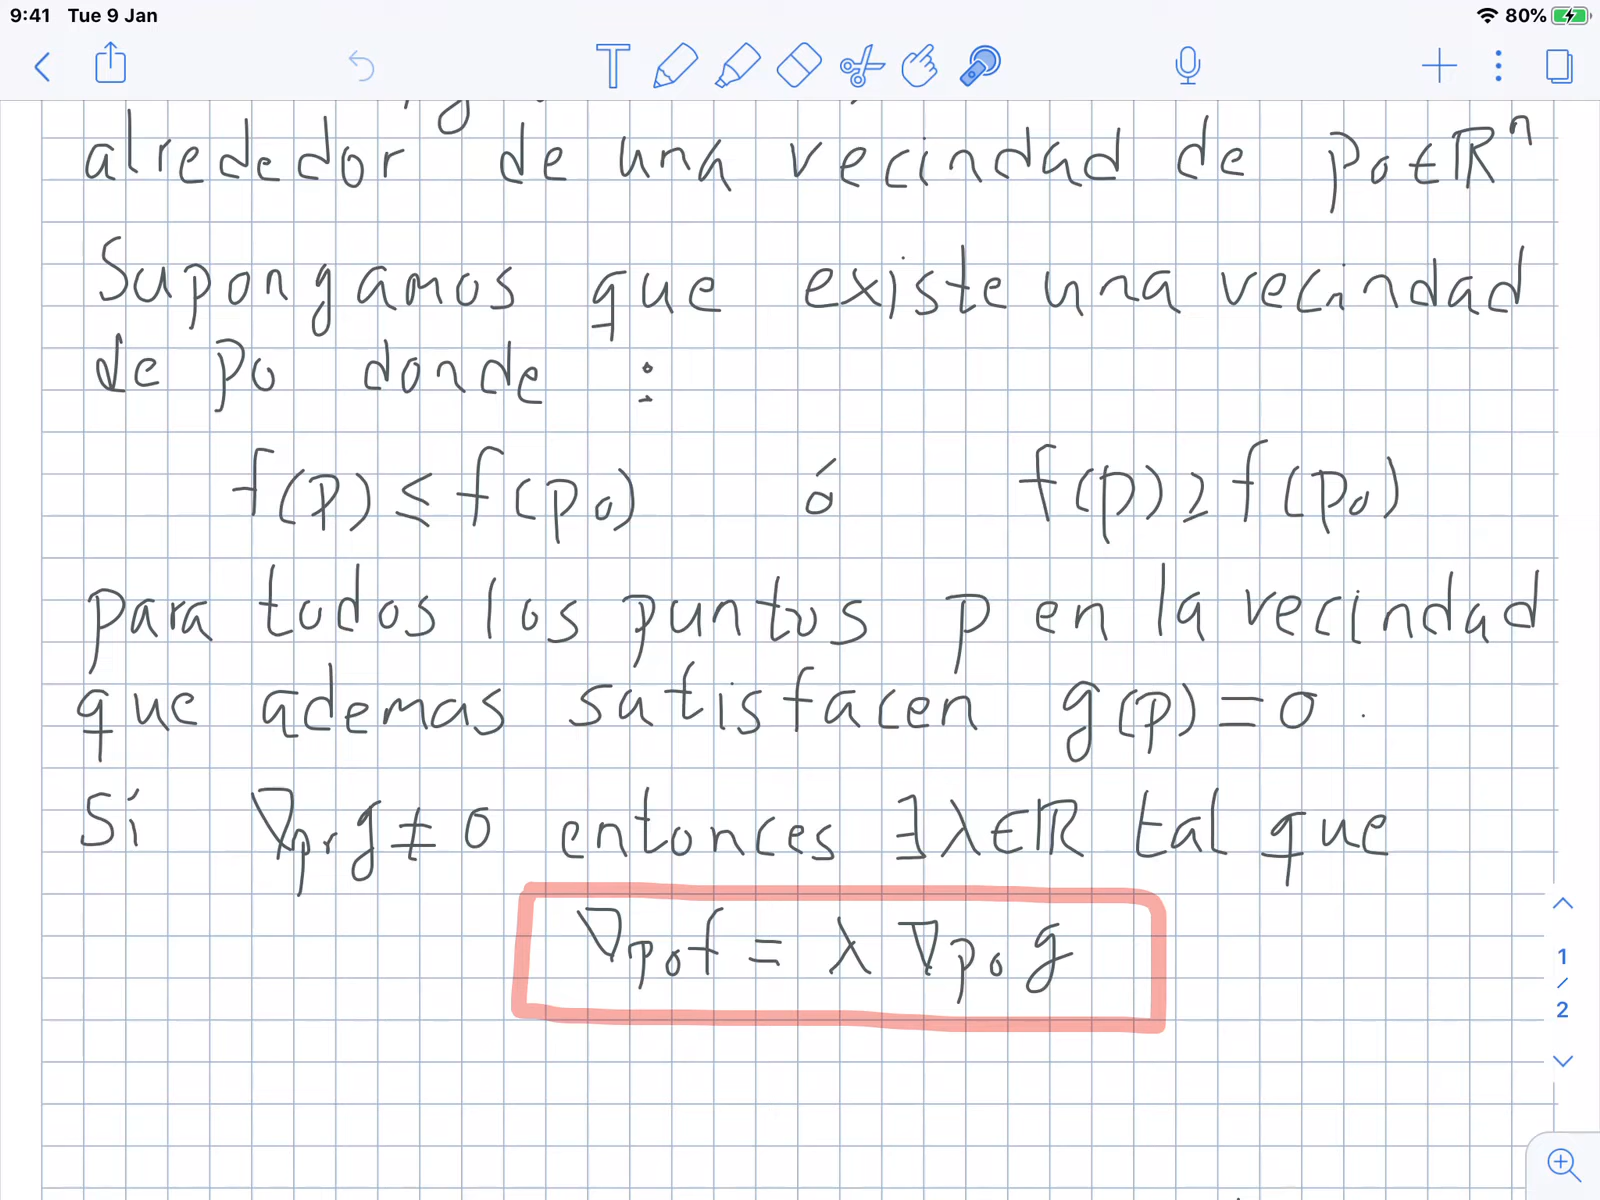 9:41 Tue 9 Jan 80%
alrededor de una vecindad de p₀∈ℝⁿ
Supongamos que existe una vecindad
de p₀ donde :
f(p) ≤ f(p₀) ó f(p) ≥ f(p₀)
para todos los puntos p en la vecindad
que ademas satisfacen g(p) = 0.
Si ∇ g ≠ 0 entonces ∃ λ∈ℝ tal que
∇p₀f = λ ∇p₀g
1
/
2